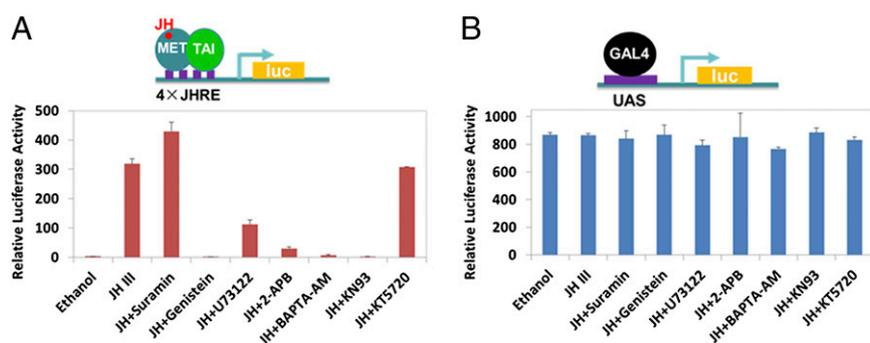 A
JH
MET TAI
luc
4×JHRE
Relative Luciferase Activity
500
400
300
200
100
0
Ethanol
JH III
JH+Suramin
JH+Genistein
JH+U73122
JH+2-APB
JH+BAPTA-AM
JH+KN93
JH+KT5720
B
GAL4
luc
UAS
Relative Luciferase Activity
1000
800
600
400
200
0
Ethanol
JH III
JH+Suramin
JH+Genistein
JH+U73122
JH+2-APB
JH+BAPTA-AM
JH+KN93
JH+KT5720